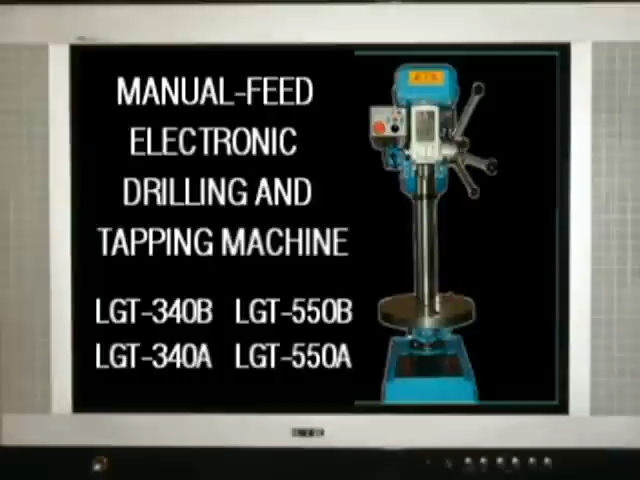 MANUAL-FEED
ELECTRONIC
DRILLING AND
TAPPING MACHINE
LGT-340B LGT-550B
LGT-340A LGT-550A